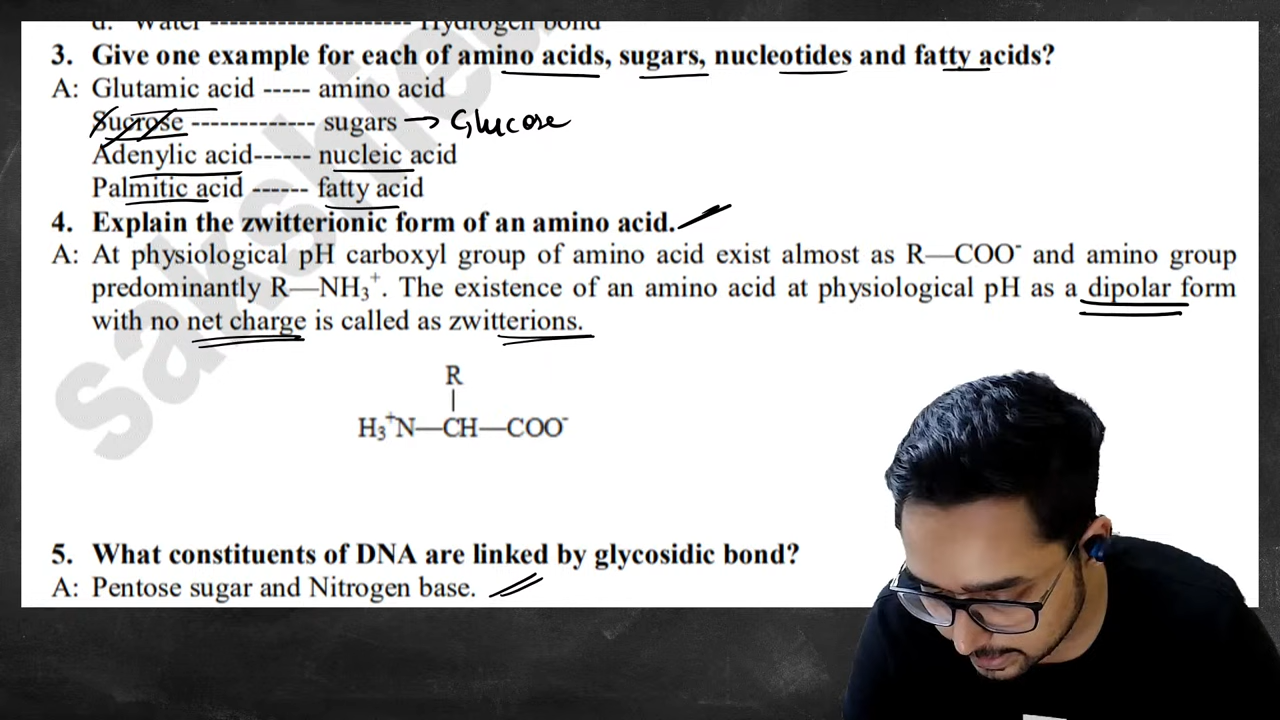 d. Water ---------------------- Hydrogen bond
3. Give one example for each of amino acids, sugars, nucleotides and fatty acids?
A: Glutamic acid ----- amino acid
Sucrose ------------- sugars → Glucose
Adenylic acid------ nucleic acid
Palmitic acid ------ fatty acid
4. Explain the zwitterionic form of an amino acid.
A: At physiological pH carboxyl group of amino acid exist almost as R—COO⁻ and amino group
predominantly R—NH₃⁺. The existence of an amino acid at physiological pH as a dipolar form
with no net charge is called as zwitterions.
R
H₃⁺N—CH—COO⁻
5. What constituents of DNA are linked by glycosidic bond?
A: Pentose sugar and Nitrogen base.